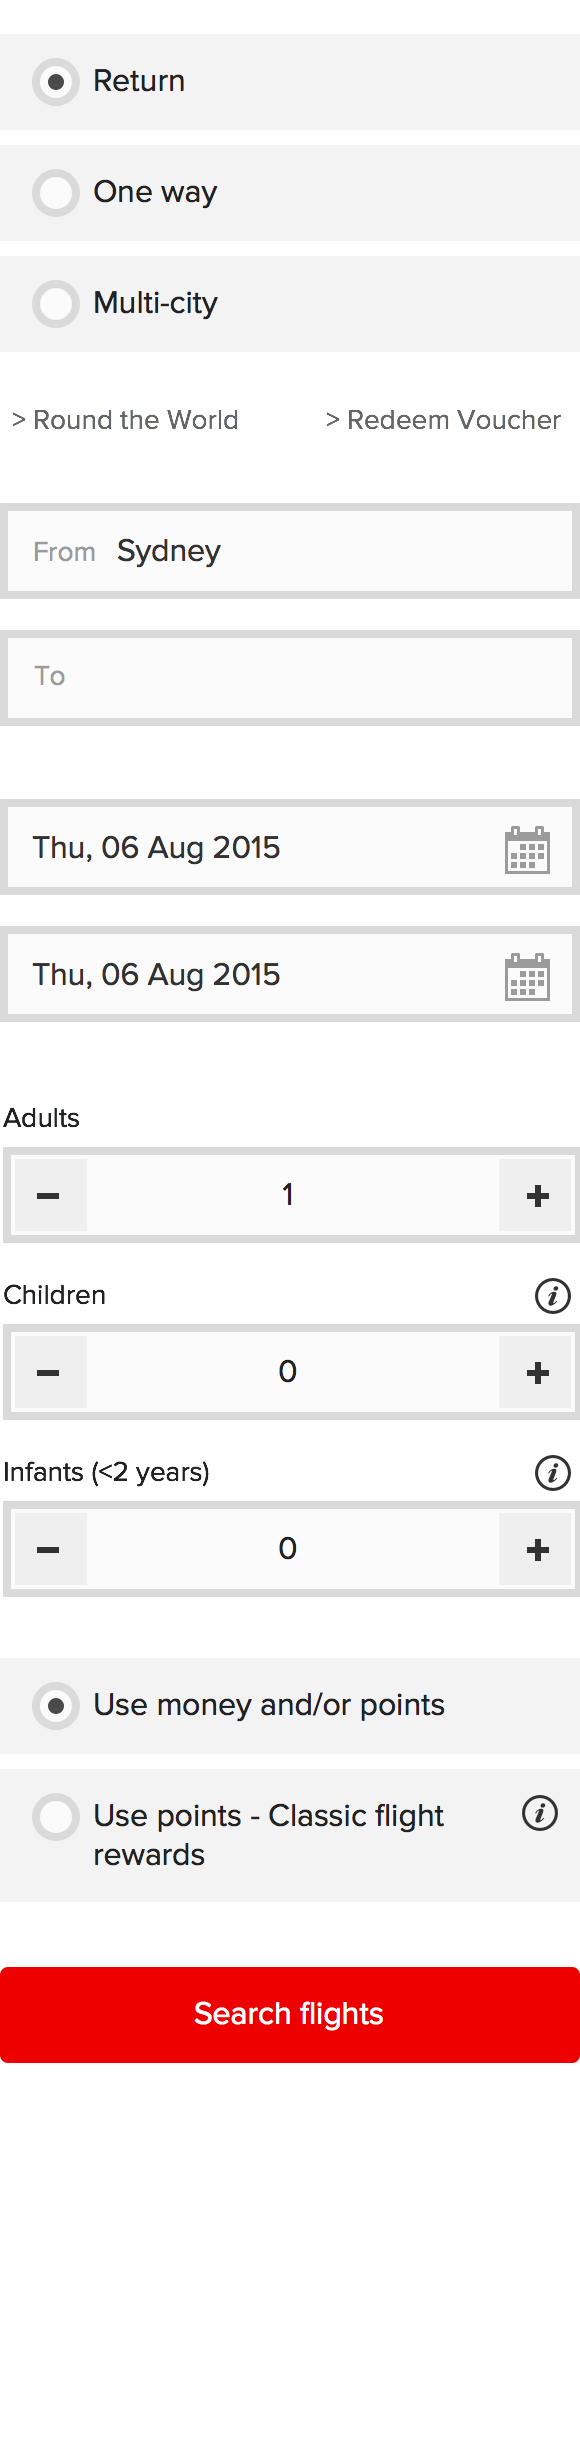 Return
One way
Multi-city
> Round the World
> Redeem Voucher
From Sydney
To
Thu, 06 Aug 2015
Thu, 06 Aug 2015
Adults
1
Children
0
Infants (<2 years)
0
Use money and/or points
Use points - Classic flight
rewards
Search flights